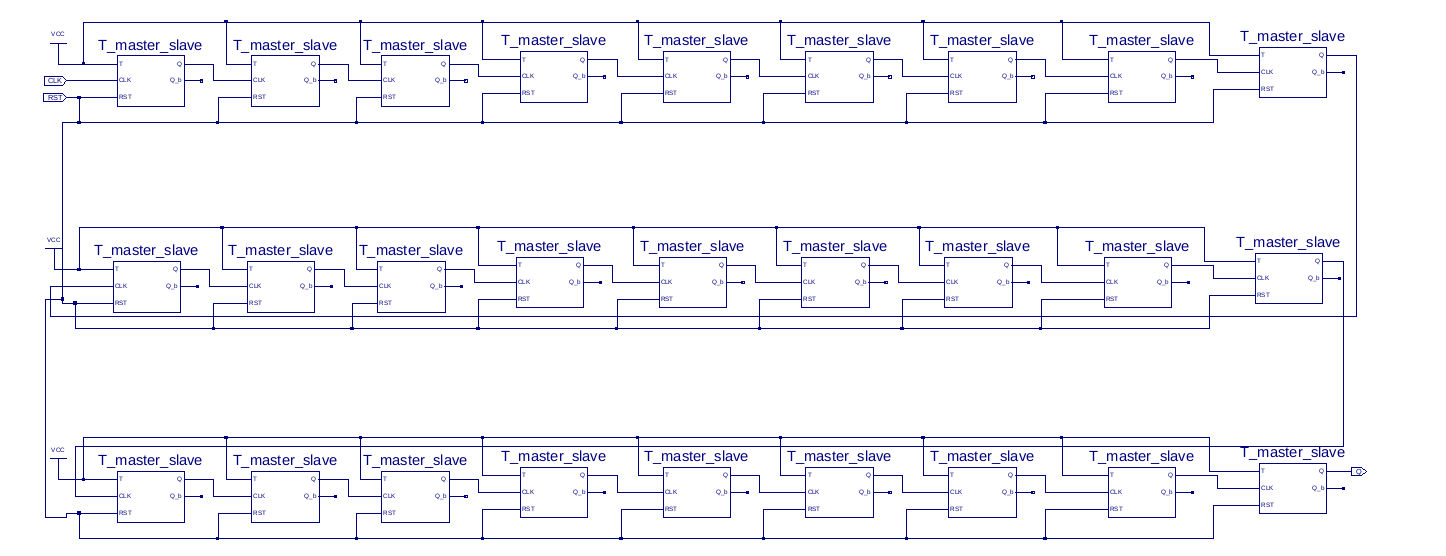 VCC T_master_slave T_master_slave T_master_slave T_master_slave T_master_slave T_master_slave T_master_slave T_master_slave T_master_slave
T Q T Q T Q T Q T Q T Q T Q T Q T Q
CLK CLK Q_b CLK Q_b CLK Q_b CLK Q_b CLK Q_b CLK Q_b CLK Q_b CLK Q_b CLK Q_b
RST RST RST RST RST RST RST RST RST RST
VCC T_master_slave T_master_slave T_master_slave T_master_slave T_master_slave T_master_slave T_master_slave T_master_slave T_master_slave
T Q T Q T Q T Q T Q T Q T Q T Q T Q
CLK Q_b CLK Q_b CLK Q_b CLK Q_b CLK Q_b CLK Q_b CLK Q_b CLK Q_b CLK Q_b
RST RST RST RST RST RST RST RST RST
VCC T_master_slave T_master_slave T_master_slave T_master_slave T_master_slave T_master_slave T_master_slave T_master_slave T_master_slave
T Q T Q T Q T Q T Q T Q T Q T Q T Q Q
CLK Q_b CLK Q_b CLK Q_b CLK Q_b CLK Q_b CLK Q_b CLK Q_b CLK Q_b CLK Q_b
RST RST RST RST RST RST RST RST RST